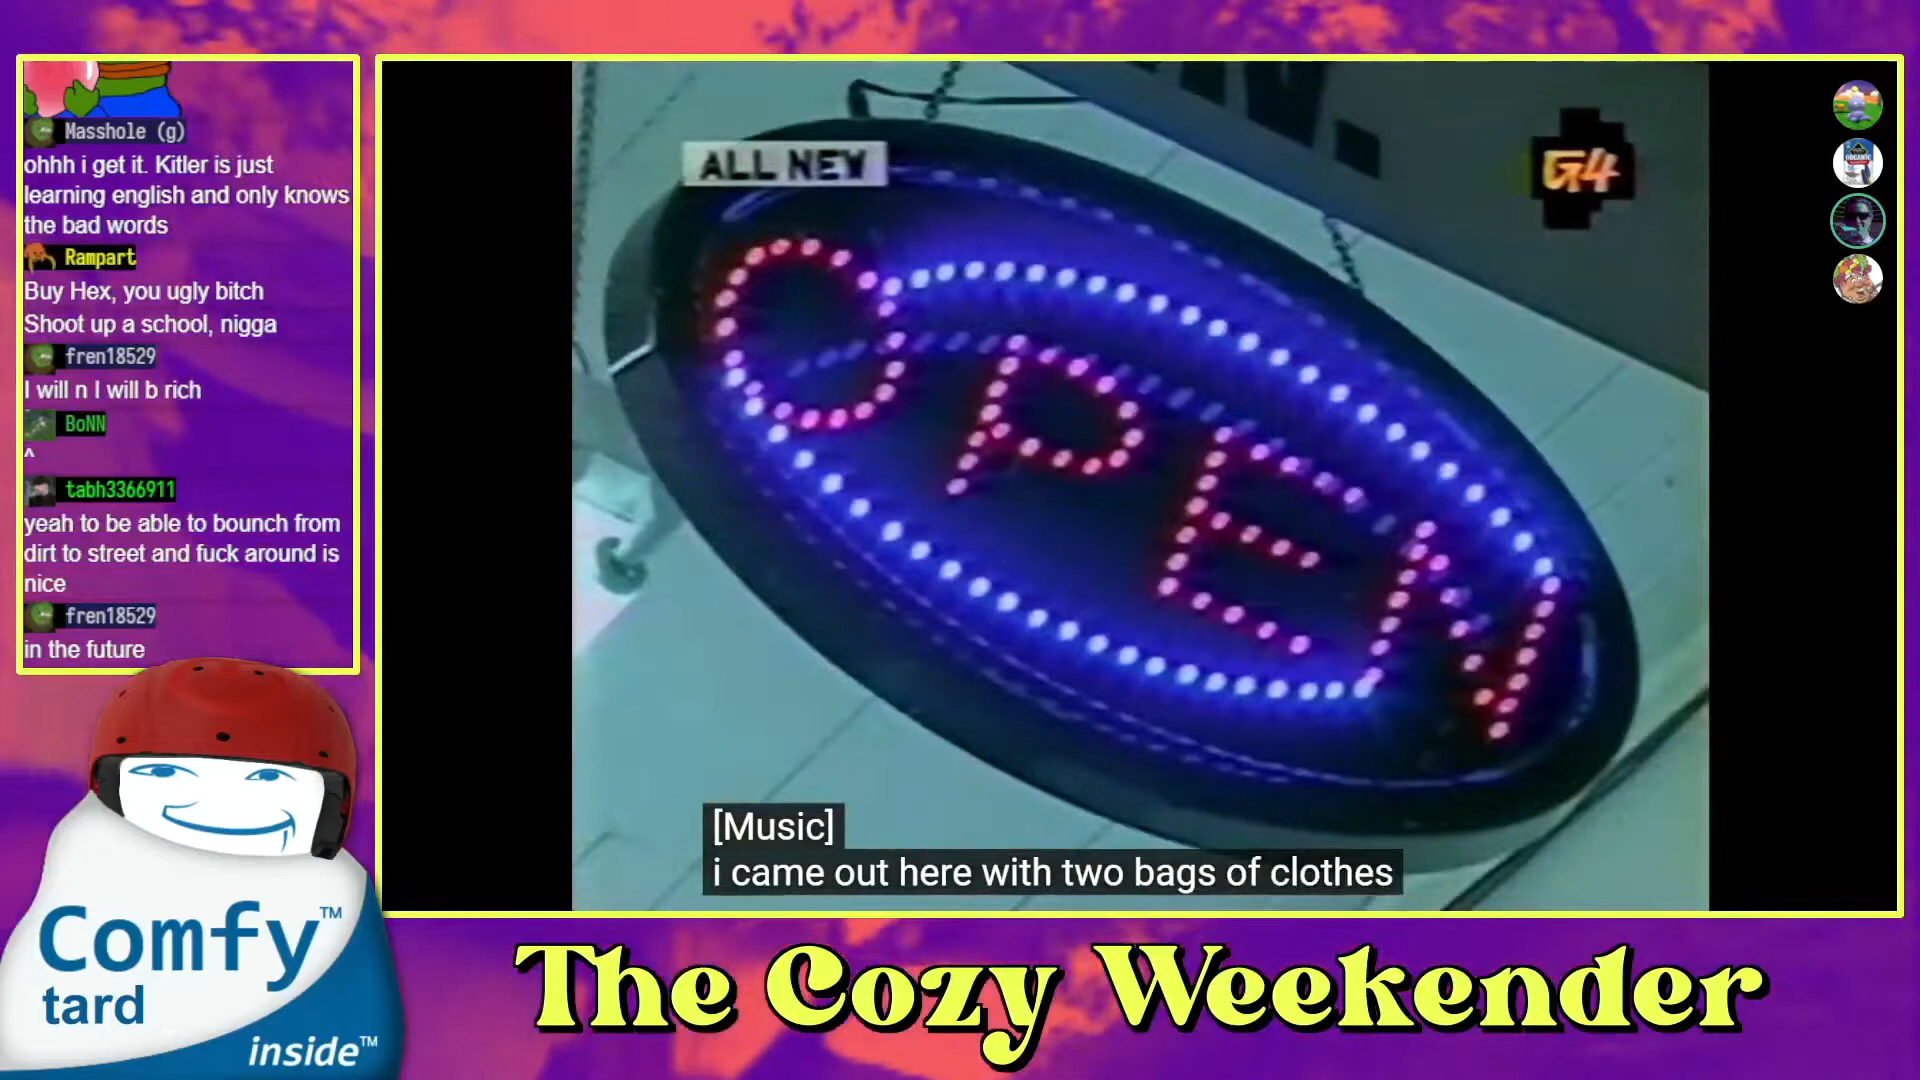 Masshole (g)
ohhh i get it. Kitler is just
learning english and only knows
the bad words
Rampart
Buy Hex, you ugly bitch
Shoot up a school, nigga
fren18529
I will n I will b rich
BoNN
^
tabh3366911
yeah to be able to bounch from
dirt to street and fuck around is
nice
fren18529
in the future
ALL NEW
G4
OPEN
ORGANIC
[Music]
i came out here with two bags of clothes
Comfy™
tard
inside™
The Cozy Weekender